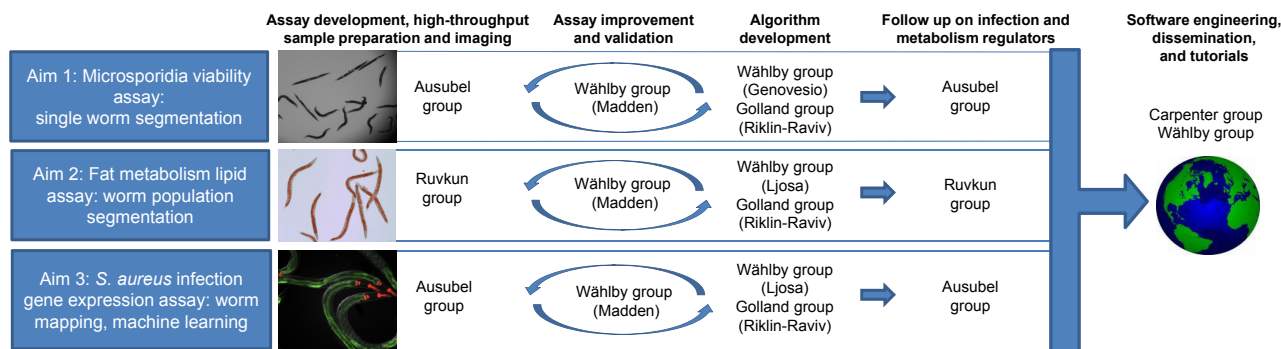 Assay development, high-throughput
sample preparation and imaging
Assay improvement
and validation
Algorithm
development
Follow up on infection and
metabolism regulators
Software engineering,
dissemination,
and tutorials
Aim 1: Microsporidia viability
assay:
single worm segmentation
Ausubel
group
Wählby group
(Madden)
Wählby group
(Genovesio)
Golland group
(Riklin-Raviv)
Ausubel
group
Aim 2: Fat metabolism lipid
assay: worm population
segmentation
Ruvkun
group
Wählby group
(Madden)
Wählby group
(Ljosa)
Golland group
(Riklin-Raviv)
Ruvkun
group
Aim 3: S. aureus infection
gene expression assay: worm
mapping, machine learning
Ausubel
group
Wählby group
(Madden)
Wählby group
(Ljosa)
Golland group
(Riklin-Raviv)
Ausubel
group
Carpenter group
Wählby group